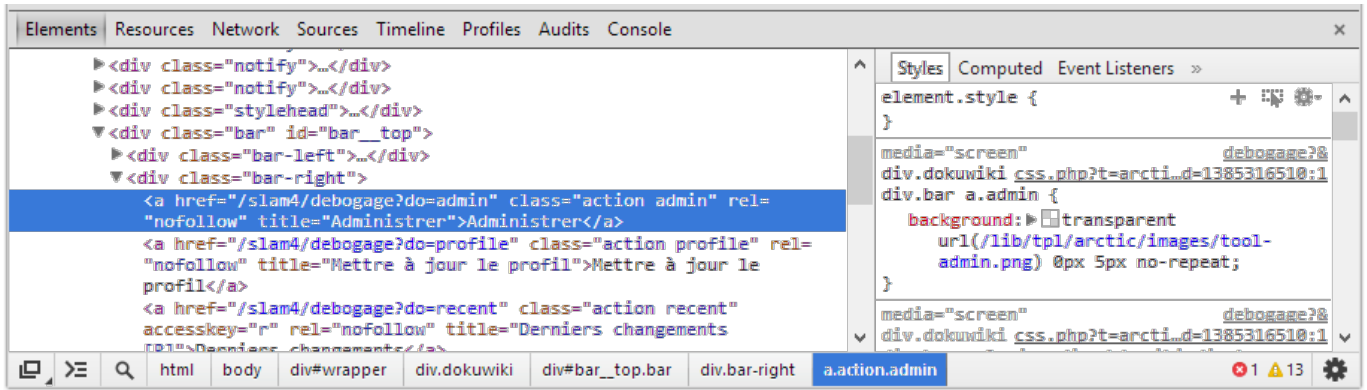 Elements Resources Network Sources Timeline Profiles Audits Console ×
<div class="notify">…</div>
<div class="notify">…</div>
<div class="stylehead">…</div>
<div class="bar" id="bar__top">
<div class="bar-left">…</div>
<div class="bar-right">
<a href="/slam4/debogage?do=admin" class="action admin" rel=
"nofollow" title="Administrer">Administrer</a>
<a href="/slam4/debogage?do=profile" class="action profile" rel=
"nofollow" title="Mettre à jour le profil">Mettre à jour le
profil</a>
<a href="/slam4/debogage?do=recent" class="action recent"
accesskey="r" rel="nofollow" title="Derniers changements
[R]">Derniers changements</a>
Styles Computed Event Listeners »
element.style {
}
media="screen" debogage?&
div.dokuwiki css.php?t=arcti…d=1385316510:1
div.bar a.admin {
background: transparent
url(/lib/tpl/arctic/images/tool-
admin.png) 0px 5px no-repeat;
}
media="screen" debogage?&
div.dokuwiki css.php?t=arcti…d=1385316510:1
html body div#wrapper div.dokuwiki div#bar__top.bar div.bar-right a.action.admin 1 13